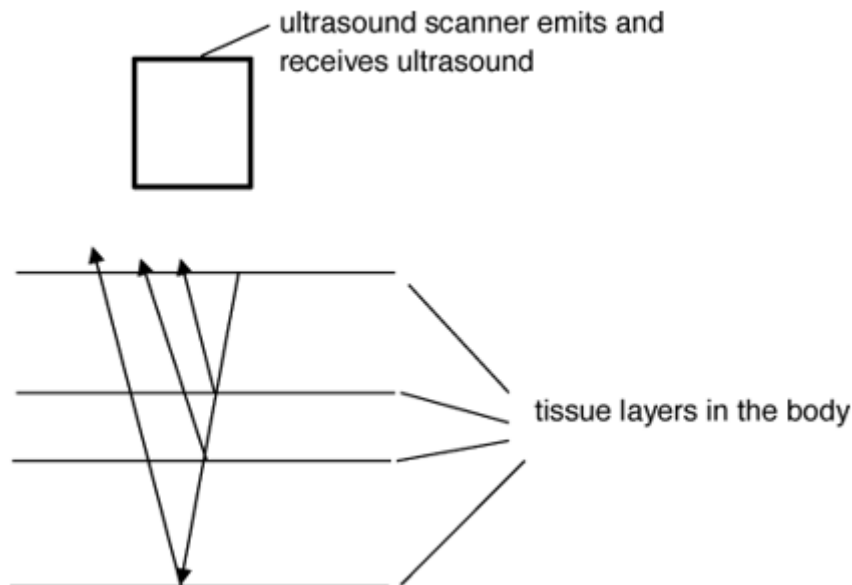 ultrasound scanner emits and
receives ultrasound
tissue layers in the body